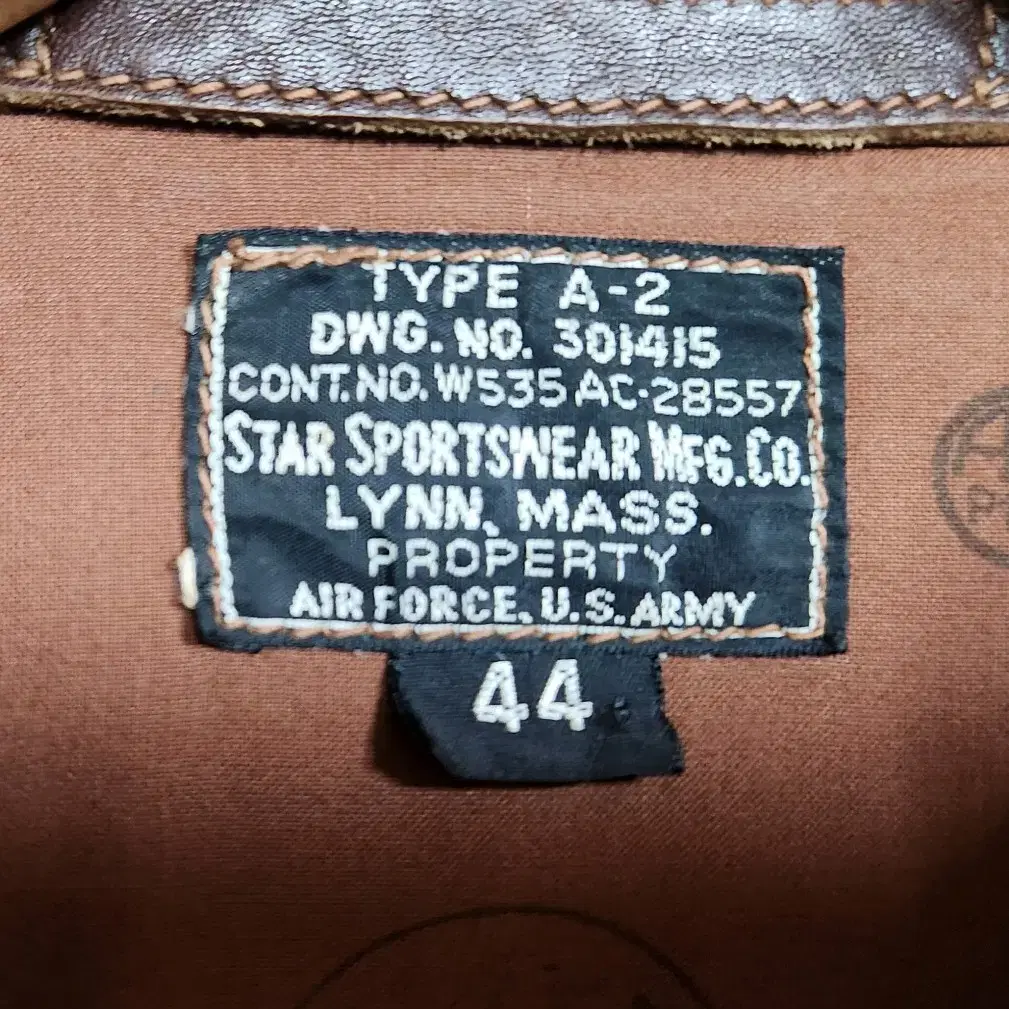 TYPE A-2
DWG. NO. 301415
CONT. NO. W535 AC-28557
STAR SPORTSWEAR MFG. CO.
LYNN, MASS.
PROPERTY
AIR FORCE, U.S. ARMY
44